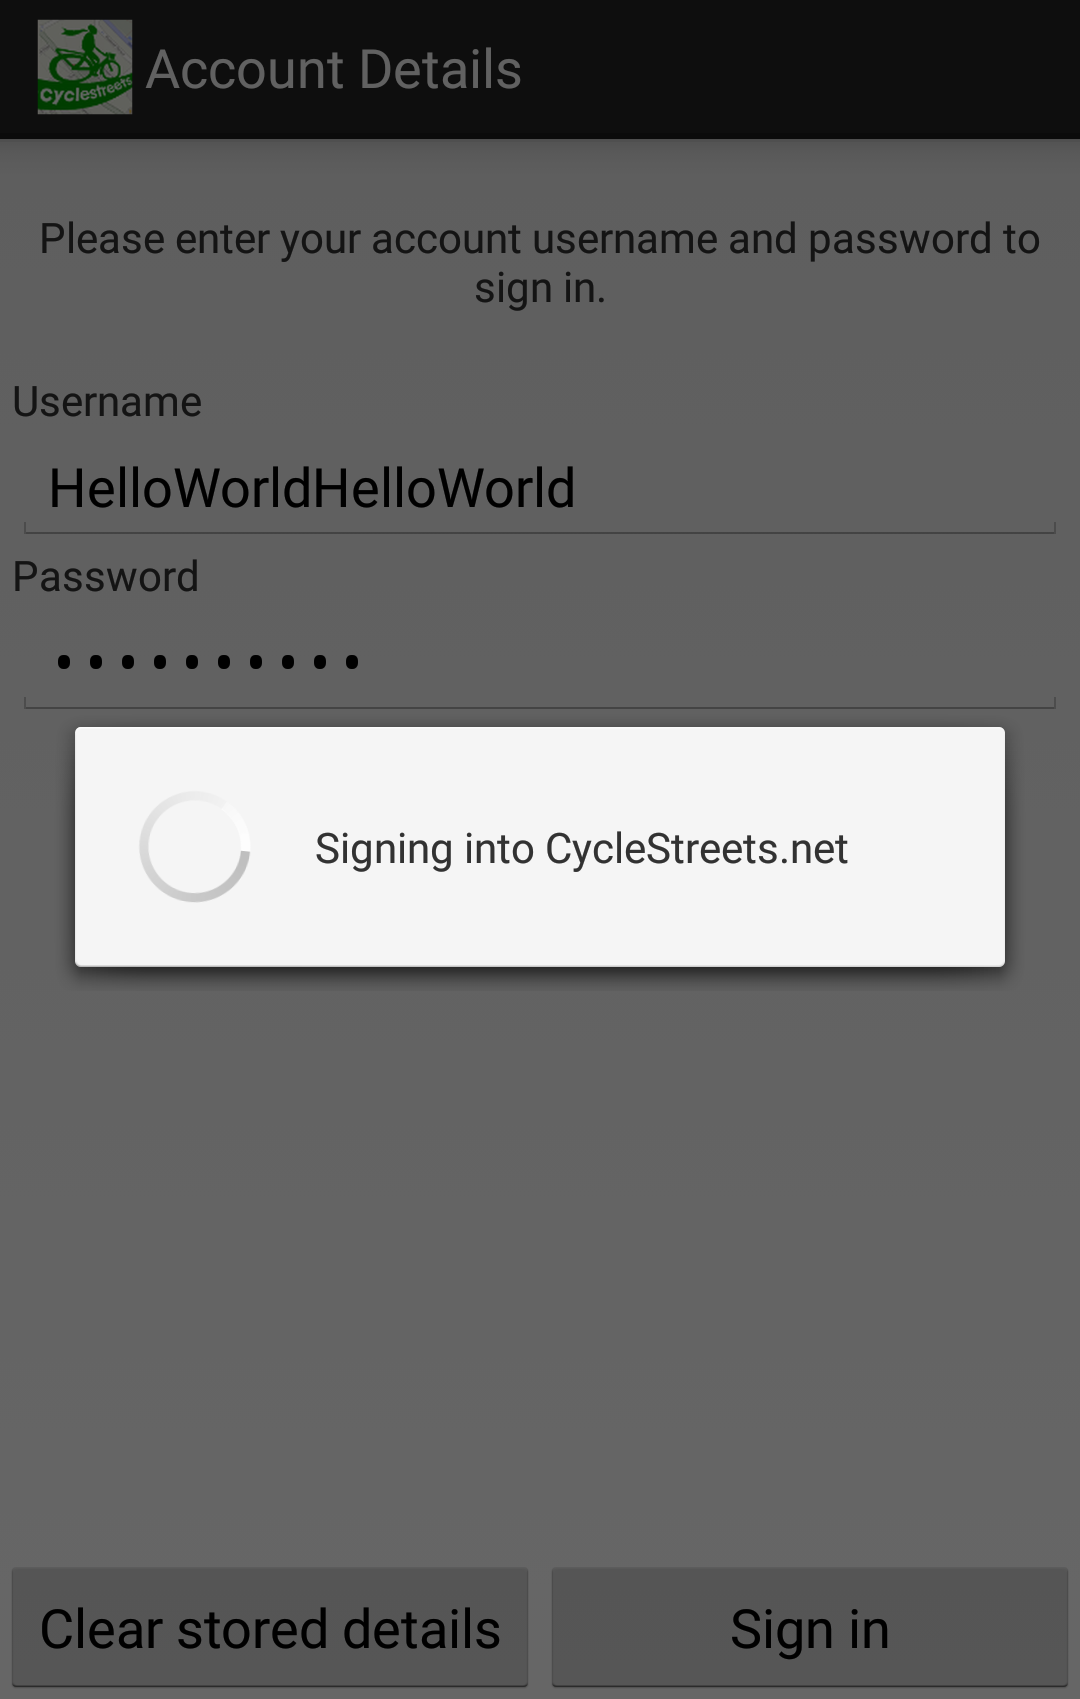 Cyclestreets
Account Details
Please enter your account username and password to
sign in.
Username
HelloWorldHelloWorld
Password
••••••••••
Signing into CycleStreets.net
Clear stored details
Sign in